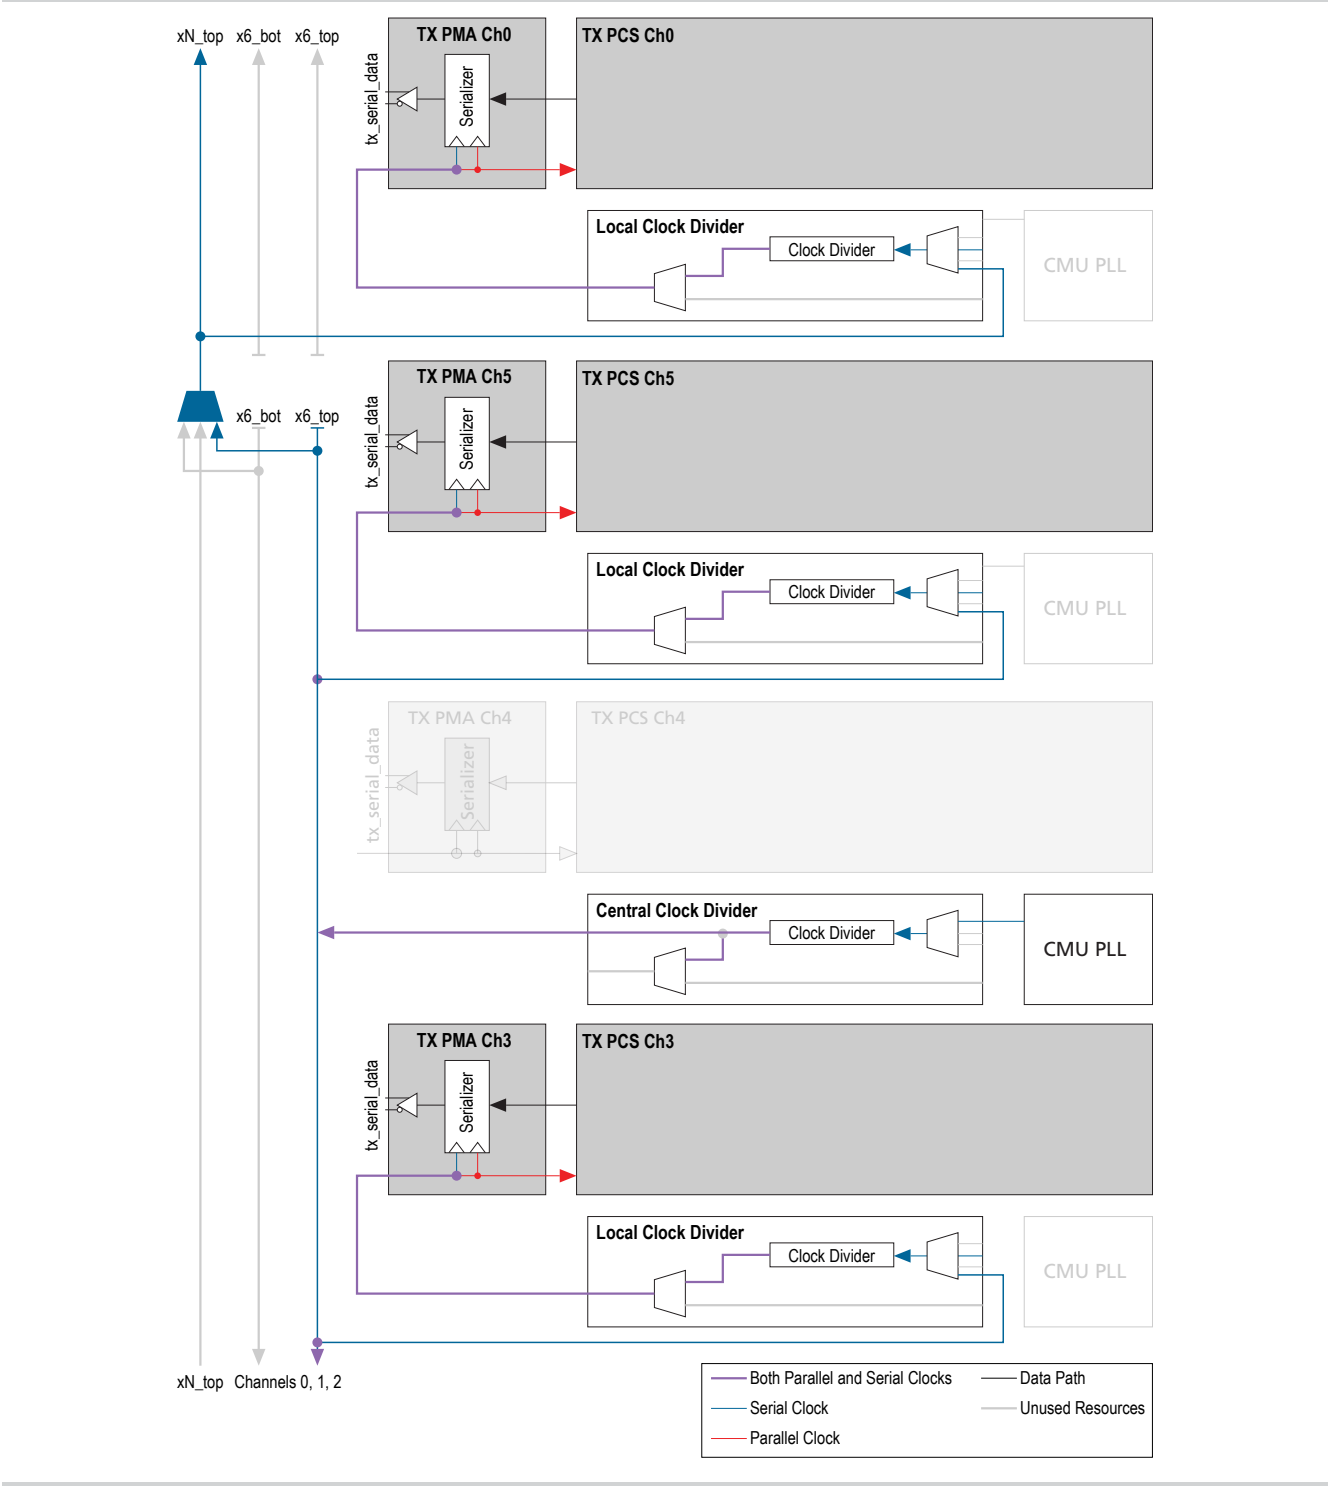 xN_top x6_bot x6_top
TX PMA Ch0
TX PCS Ch0
tx_serial_data
Serializer
Local Clock Divider
Clock Divider
CMU PLL
x6_bot x6_top
TX PMA Ch5
TX PCS Ch5
tx_serial_data
Serializer
Local Clock Divider
Clock Divider
CMU PLL
TX PMA Ch4
TX PCS Ch4
tx_serial_data
Serializer
Central Clock Divider
Clock Divider
CMU PLL
TX PMA Ch3
TX PCS Ch3
tx_serial_data
Serializer
Local Clock Divider
Clock Divider
CMU PLL
xN_top Channels 0, 1, 2
Both Parallel and Serial Clocks
Data Path
Serial Clock
Unused Resources
Parallel Clock